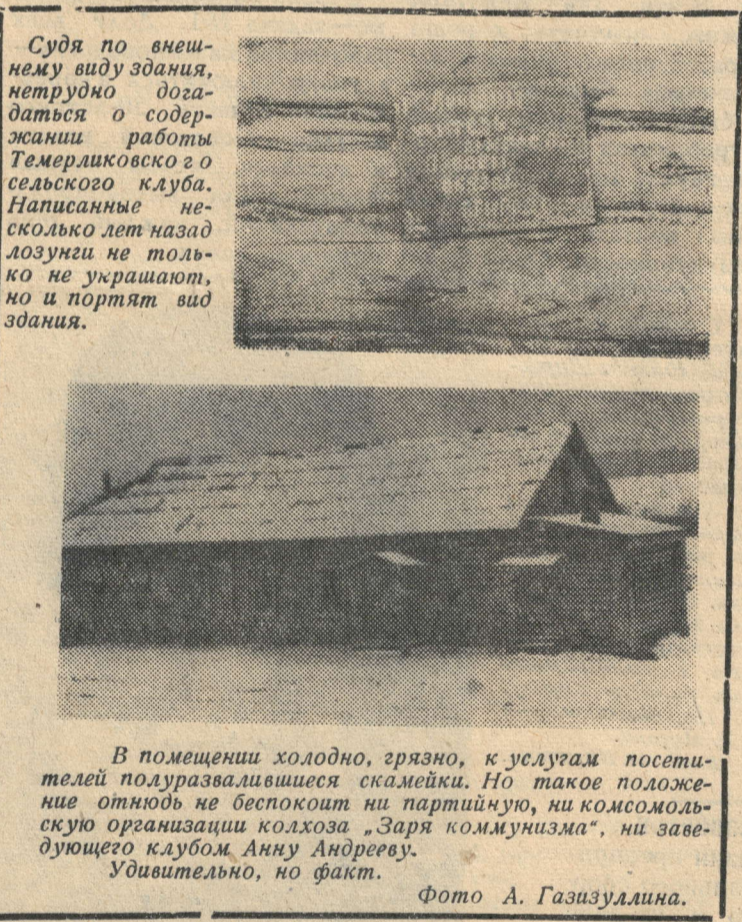 Судя по внеш-
нему виду здания,
нетрудно дога-
даться о содер-
жании работы
Темерликовского
сельского клуба.
Написанные не-
сколько лет назад
лозунги не толь-
ко не украшают,
но и портят вид
здания.
В помещении холодно, грязно, к услугам посети-
телей полуразвалившиеся скамейки. Но такое положе-
ние отнюдь не беспокоит ни партийную, ни комсомоль-
скую организации колхоза „Заря коммунизма“, ни заве-
дующего клубом Анну Андрееву.
Удивительно, но факт.
Фото А. Газизуллина.